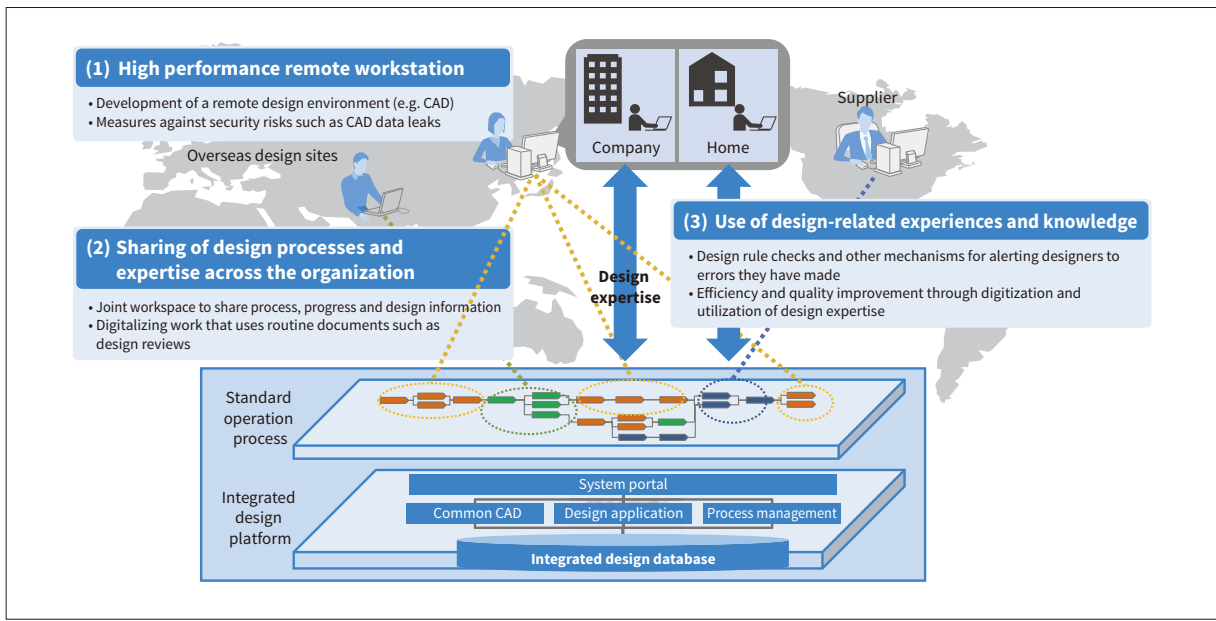 (1) High performance remote workstation
• Development of a remote design environment (e.g. CAD)
• Measures against security risks such as CAD data leaks
Company
Home
Supplier
Overseas design sites
(2) Sharing of design processes and
expertise across the organization
• Joint workspace to share process, progress and design information
• Digitalizing work that uses routine documents such as
design reviews
Design
expertise
(3) Use of design-related experiences and knowledge
• Design rule checks and other mechanisms for alerting designers to
errors they have made
• Efficiency and quality improvement through digitization and
utilization of design expertise
Standard
operation
process
Integrated
design
platform
System portal
Common CAD
Design application
Process management
Integrated design database